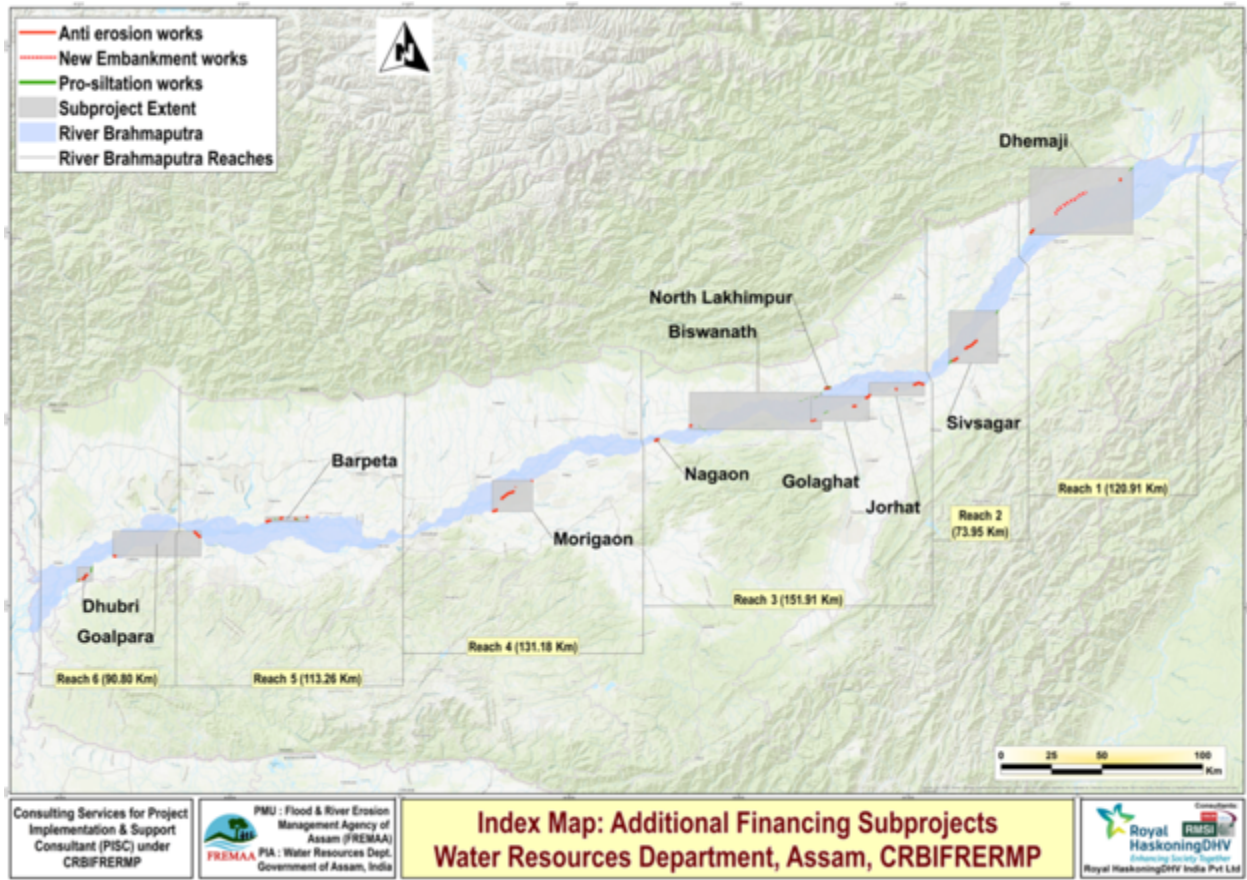 Anti erosion works
New Embankment works
Pro-siltation works
Subproject Extent
River Brahmaputra
River Brahmaputra Reaches
N
Dhemaji
North Lakhimpur
Biswanath
Sivsagar
Barpeta
Nagaon
Golaghat
Jorhat
Reach 1 (120.91 Km)
Reach 2
(73.95 Km)
Morigaon
Dhubri
Goalpara
Reach 3 (151.91 Km)
Reach 4 (131.18 Km)
Reach 6 (90.80 Km)
Reach 5 (113.26 Km)
0 25 50 100
Km
Consulting Services for Project
Implementation & Support
Consultant (PISC) under
CRBIFRERMP
FREMAA
PMU : Flood & River Erosion
Management Agency of
Assam (FREMAA)
PIA : Water Resources Dept.
Government of Assam, India
Index Map: Additional Financing Subprojects
Water Resources Department, Assam, CRBIFRERMP
Consultants:
Royal
HaskoningDHV
Enhancing Society Together
RMSI
Royal HaskoningDHV India Pvt Ltd